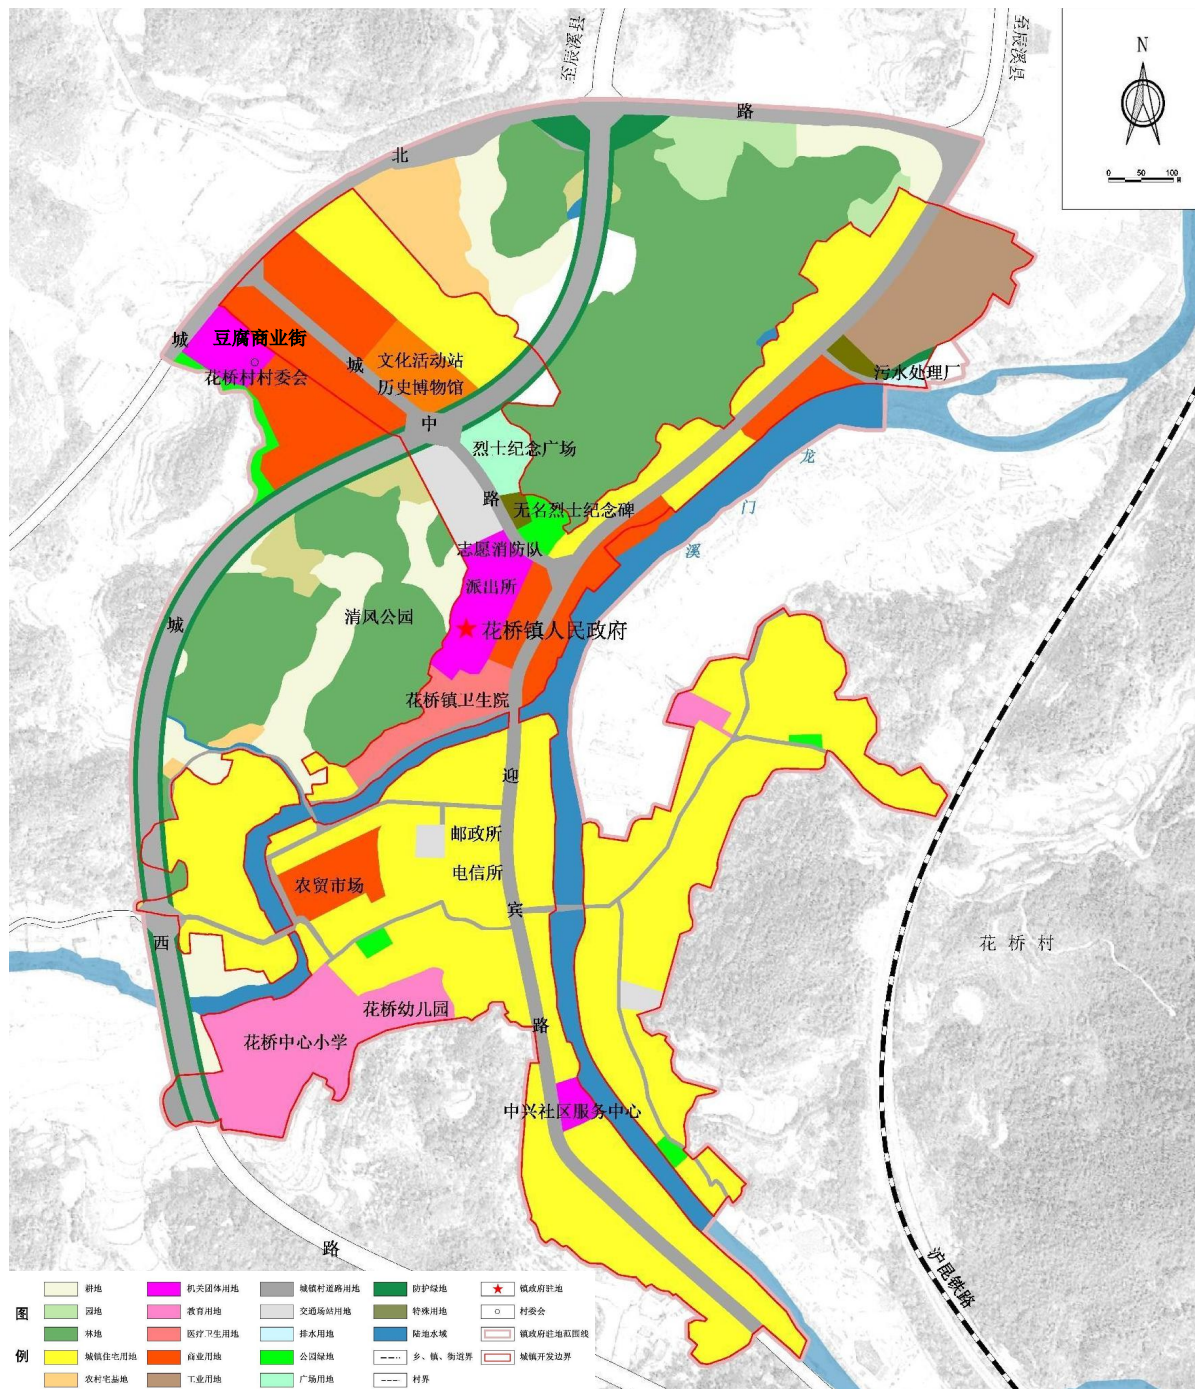 至辰溪县
至辰溪县
N
0 50 100 米
路
北
城
豆腐商业街
花桥村村委会
城
文化活动站
历史博物馆
中
污水处理厂
烈士纪念广场
路
无名烈士纪念碑
龙
门
溪
志愿消防队
派出所
花桥镇人民政府
清风公园
城
花桥镇卫生院
迎
邮政所
电信所
农贸市场
宾
西
花桥村
花桥幼儿园
路
花桥中心小学
中兴社区服务中心
路
沪昆铁路
图例
耕地
机关团体用地
城镇村道路用地
防护绿地
镇政府驻地
园地
教育用地
交通场站用地
特殊用地
村委会
林地
医疗卫生用地
排水用地
陆地水域
镇政府驻地范围线
城镇住宅用地
商业用地
公园绿地
乡、镇、街道界
城镇开发边界
农村宅基地
工业用地
广场用地
村界